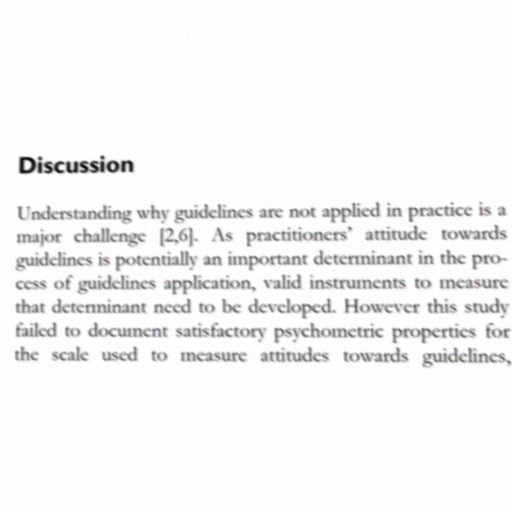 Discussion
Understanding why guidelines are not applied in practice is a
major challenge [2,6]. As practitioners' attitude towards
guidelines is potentially an important determinant in the pro-
cess of guidelines application, valid instruments to measure
that determinant need to be developed. However this study
failed to document satisfactory psychometric properties for
the scale used to measure attitudes towards guidelines,